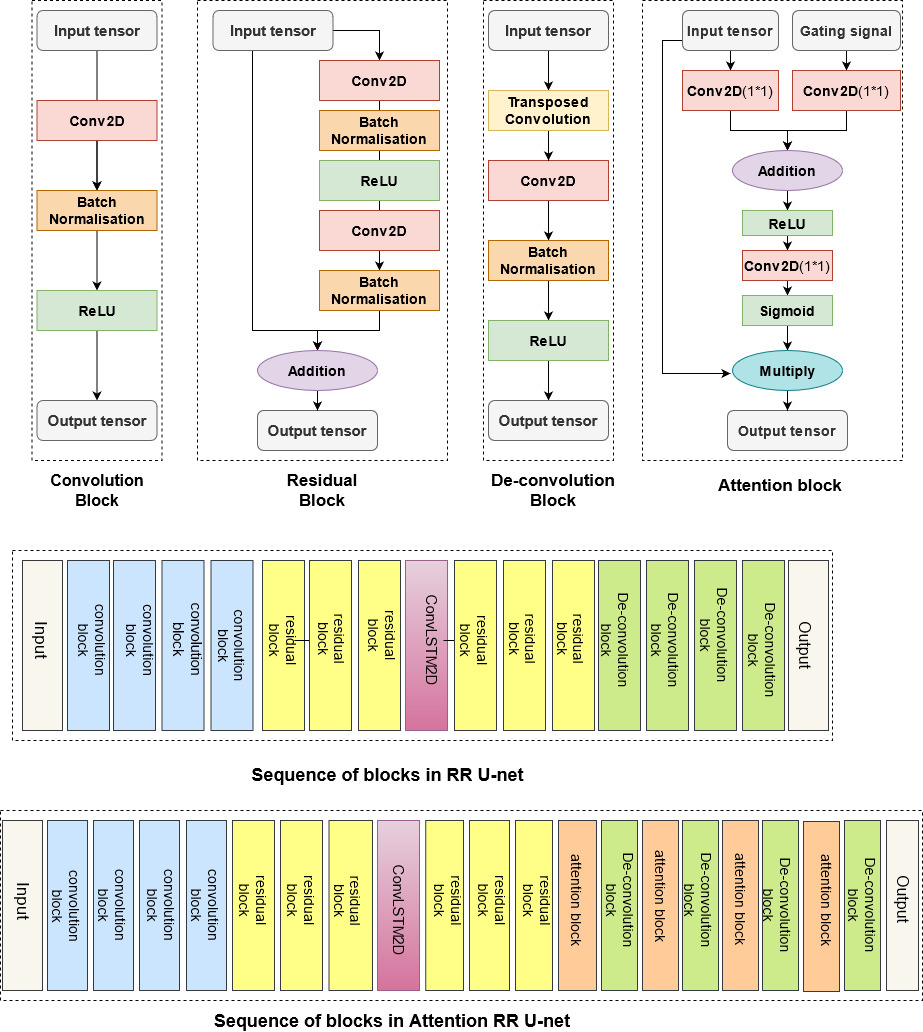 Input tensor
Conv2D
Batch
Normalisation
ReLU
Output tensor
Convolution
Block
Input tensor
Conv2D
Batch
Normalisation
ReLU
Conv2D
Batch
Normalisation
Addition
Output tensor
Residual
Block
Input tensor
Transposed
Convolution
Conv2D
Batch
Normalisation
ReLU
Output tensor
De-convolution
Block
Input tensor
Gating signal
Conv2D(1*1)
Conv2D(1*1)
Addition
ReLU
Conv2D(1*1)
Sigmoid
Multiply
Output tensor
Attention block
Input
convolution
block
convolution
block
convolution
block
convolution
block
residual
block
residual
block
residual
block
ConvLSTM2D
residual
block
residual
block
residual
block
De-convolution
block
De-convolution
block
De-convolution
block
De-convolution
block
Output
Sequence of blocks in RR U-net
Input
convolution
block
convolution
block
convolution
block
convolution
block
residual
block
residual
block
residual
block
ConvLSTM2D
residual
block
residual
block
residual
block
attention block
De-convolution
block
attention block
De-convolution
block
attention block
De-convolution
block
attention block
De-convolution
block
Output
Sequence of blocks in Attention RR U-net